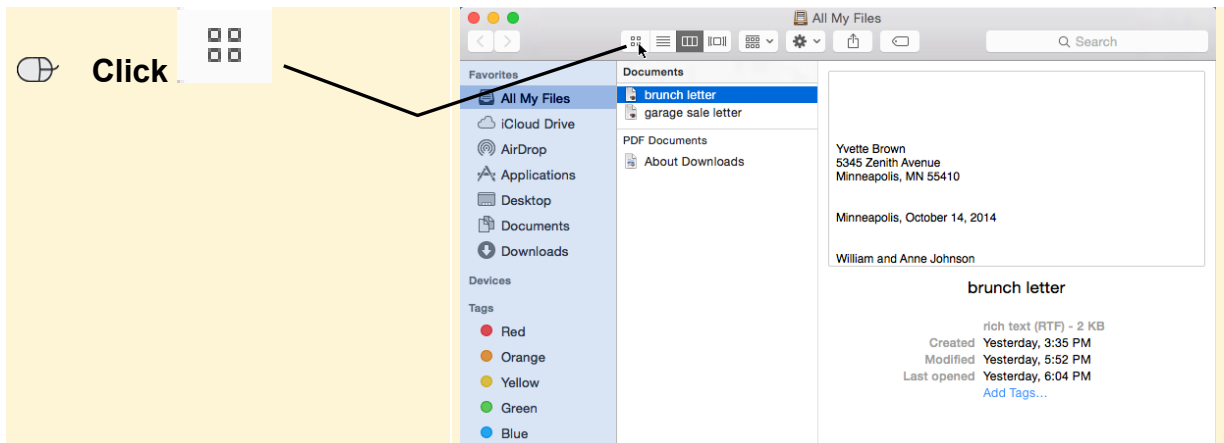 Click
All My Files
Search
Favorites
All My Files
iCloud Drive
AirDrop
Applications
Desktop
Documents
Downloads
Devices
Tags
Red
Orange
Yellow
Green
Blue
Documents
brunch letter
garage sale letter
PDF Documents
About Downloads
Yvette Brown
5345 Zenith Avenue
Minneapolis, MN 55410
Minneapolis, October 14, 2014
William and Anne Johnson
brunch letter
rich text (RTF) - 2 KB
Created Yesterday, 3:35 PM
Modified Yesterday, 5:52 PM
Last opened Yesterday, 6:04 PM
Add Tags...